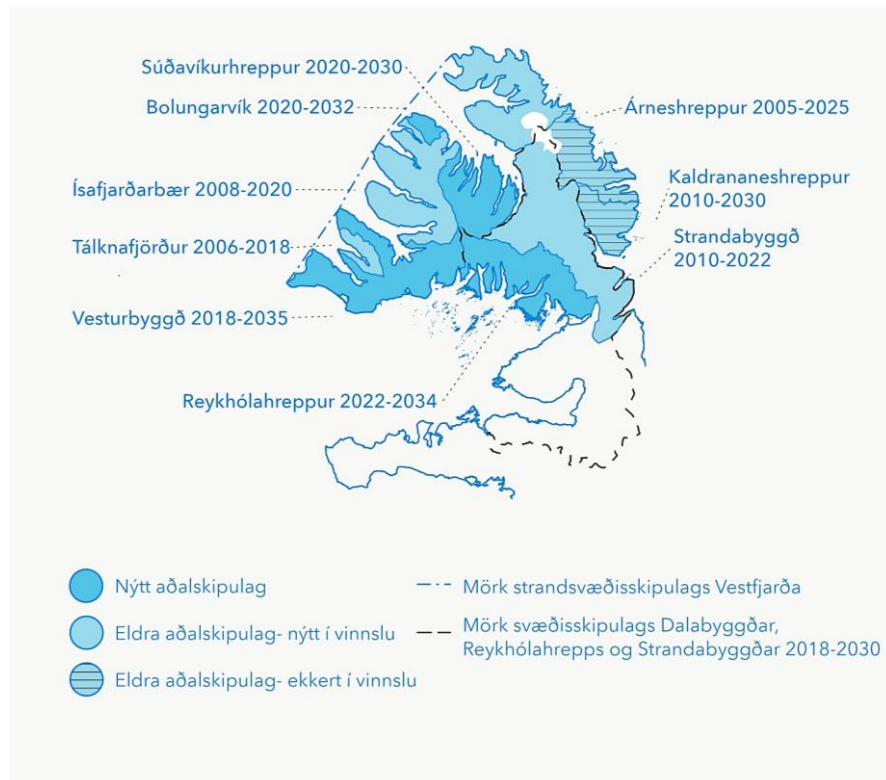 Súðavíkurhreppur 2020-2030
Bolungarvík 2020-2032
Árneshreppur 2005-2025
Ísafjarðarbær 2008-2020
Kaldrananeshreppur
2010-2030
Tálknafjörður 2006-2018
Strandabyggð
2010-2022
Vesturbyggð 2018-2035
Reykhólahreppur 2022-2034
Nýtt aðalskipulag
Eldra aðalskipulag- nýtt í vinnslu
Eldra aðalskipulag- ekkert í vinnslu
Mörk strandsvæðisskipulags Vestfjarða
Mörk svæðisskipulags Dalabyggðar,
Reykhólahrepps og Strandabyggðar 2018-2030